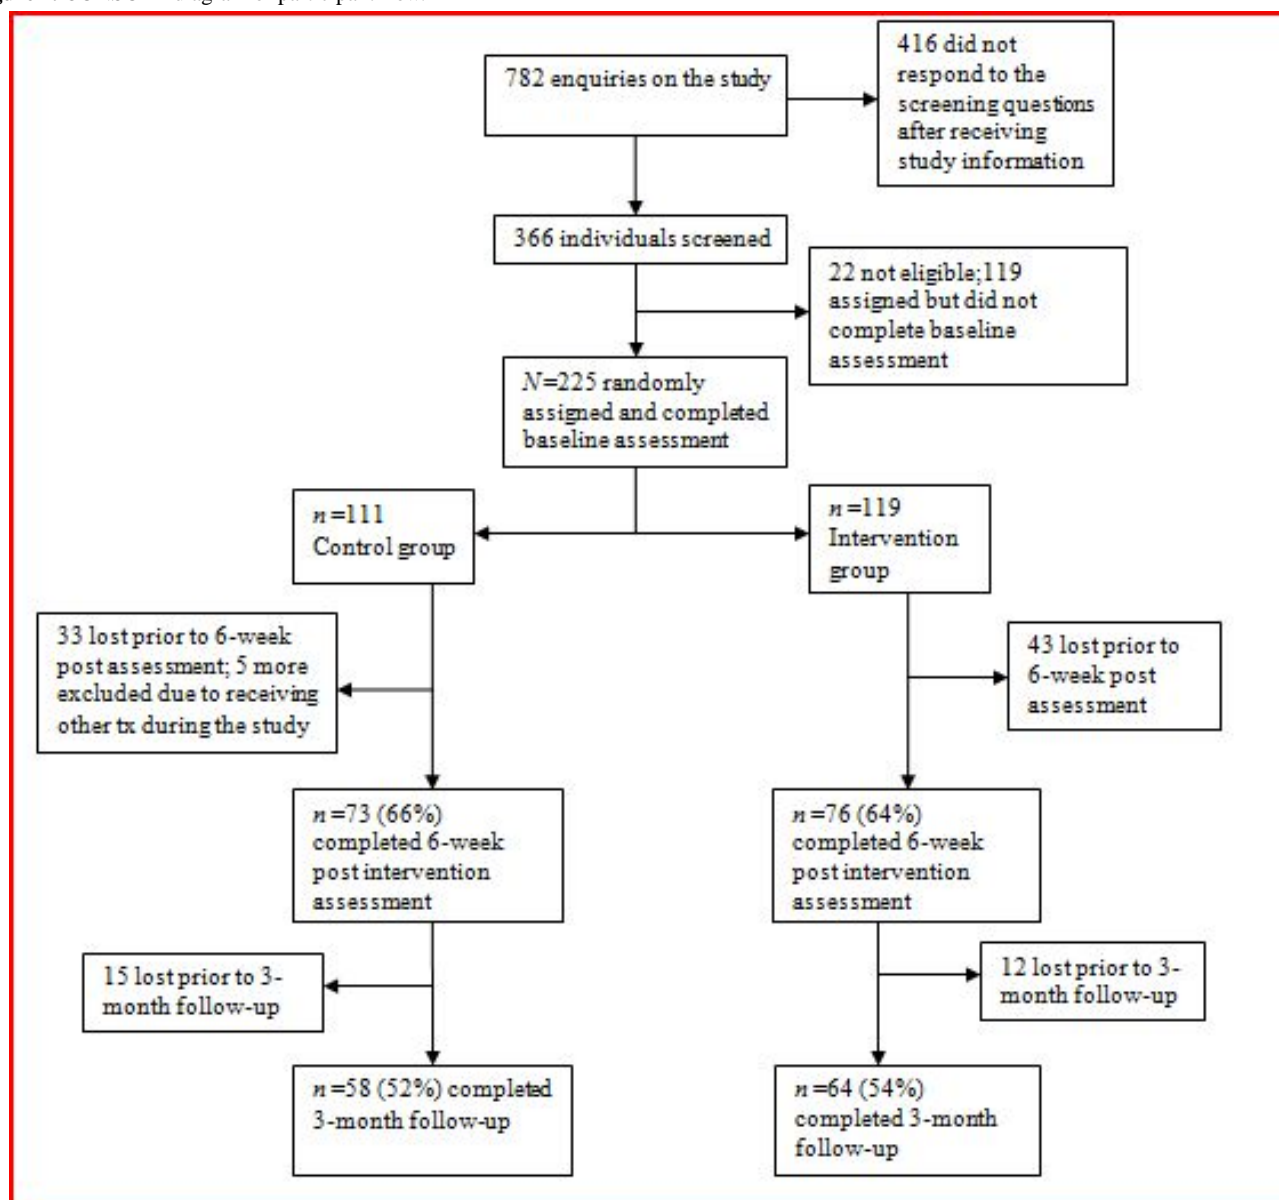 782 enquiries on the study
416 did not
respond to the
screening questions
after receiving
study information
366 individuals screened
22 not eligible;119
assigned but did not
complete baseline
assessment
N=225 randomly
assigned and completed
baseline assessment
n=111
Control group
n=119
Intervention
group
33 lost prior to 6-week
post assessment; 5 more
excluded due to receiving
other tx during the study
43 lost prior to
6-week post
assessment
n=73 (66%)
completed 6-week
post intervention
assessment
n=76 (64%)
completed 6-week
post intervention
assessment
15 lost prior to 3-
month follow-up
12 lost prior to 3-
month follow-up
n=58 (52%) completed
3-month follow-up
n=64 (54%)
completed 3-month
follow-up